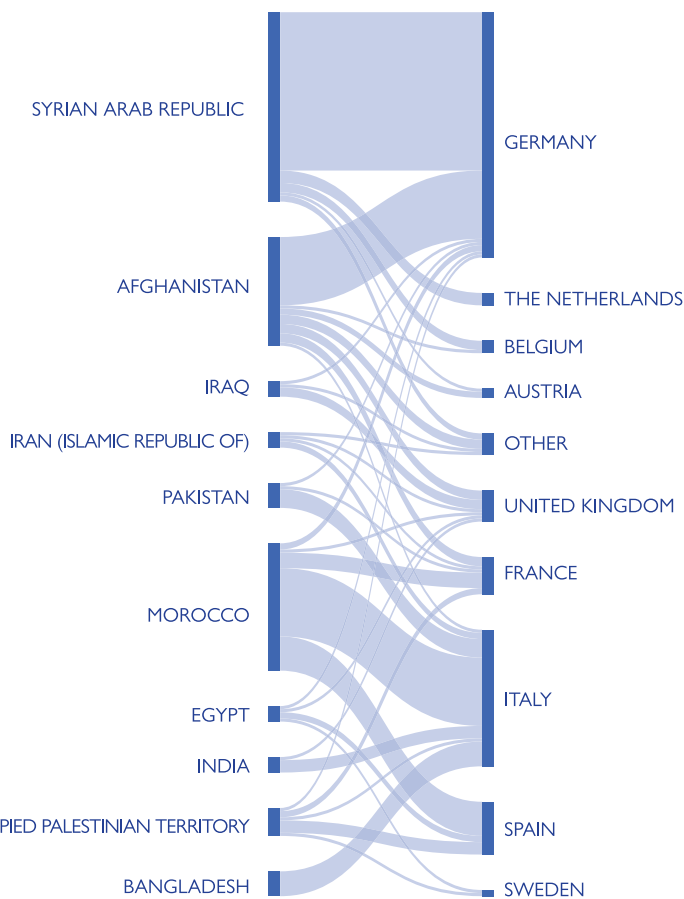 SYRIAN ARAB REPUBLIC
AFGHANISTAN
IRAQ
IRAN (ISLAMIC REPUBLIC OF)
PAKISTAN
MOROCCO
EGYPT
INDIA
PIED PALESTINIAN TERRITORY
BANGLADESH
GERMANY
THE NETHERLANDS
BELGIUM
AUSTRIA
OTHER
UNITED KINGDOM
FRANCE
ITALY
SPAIN
SWEDEN